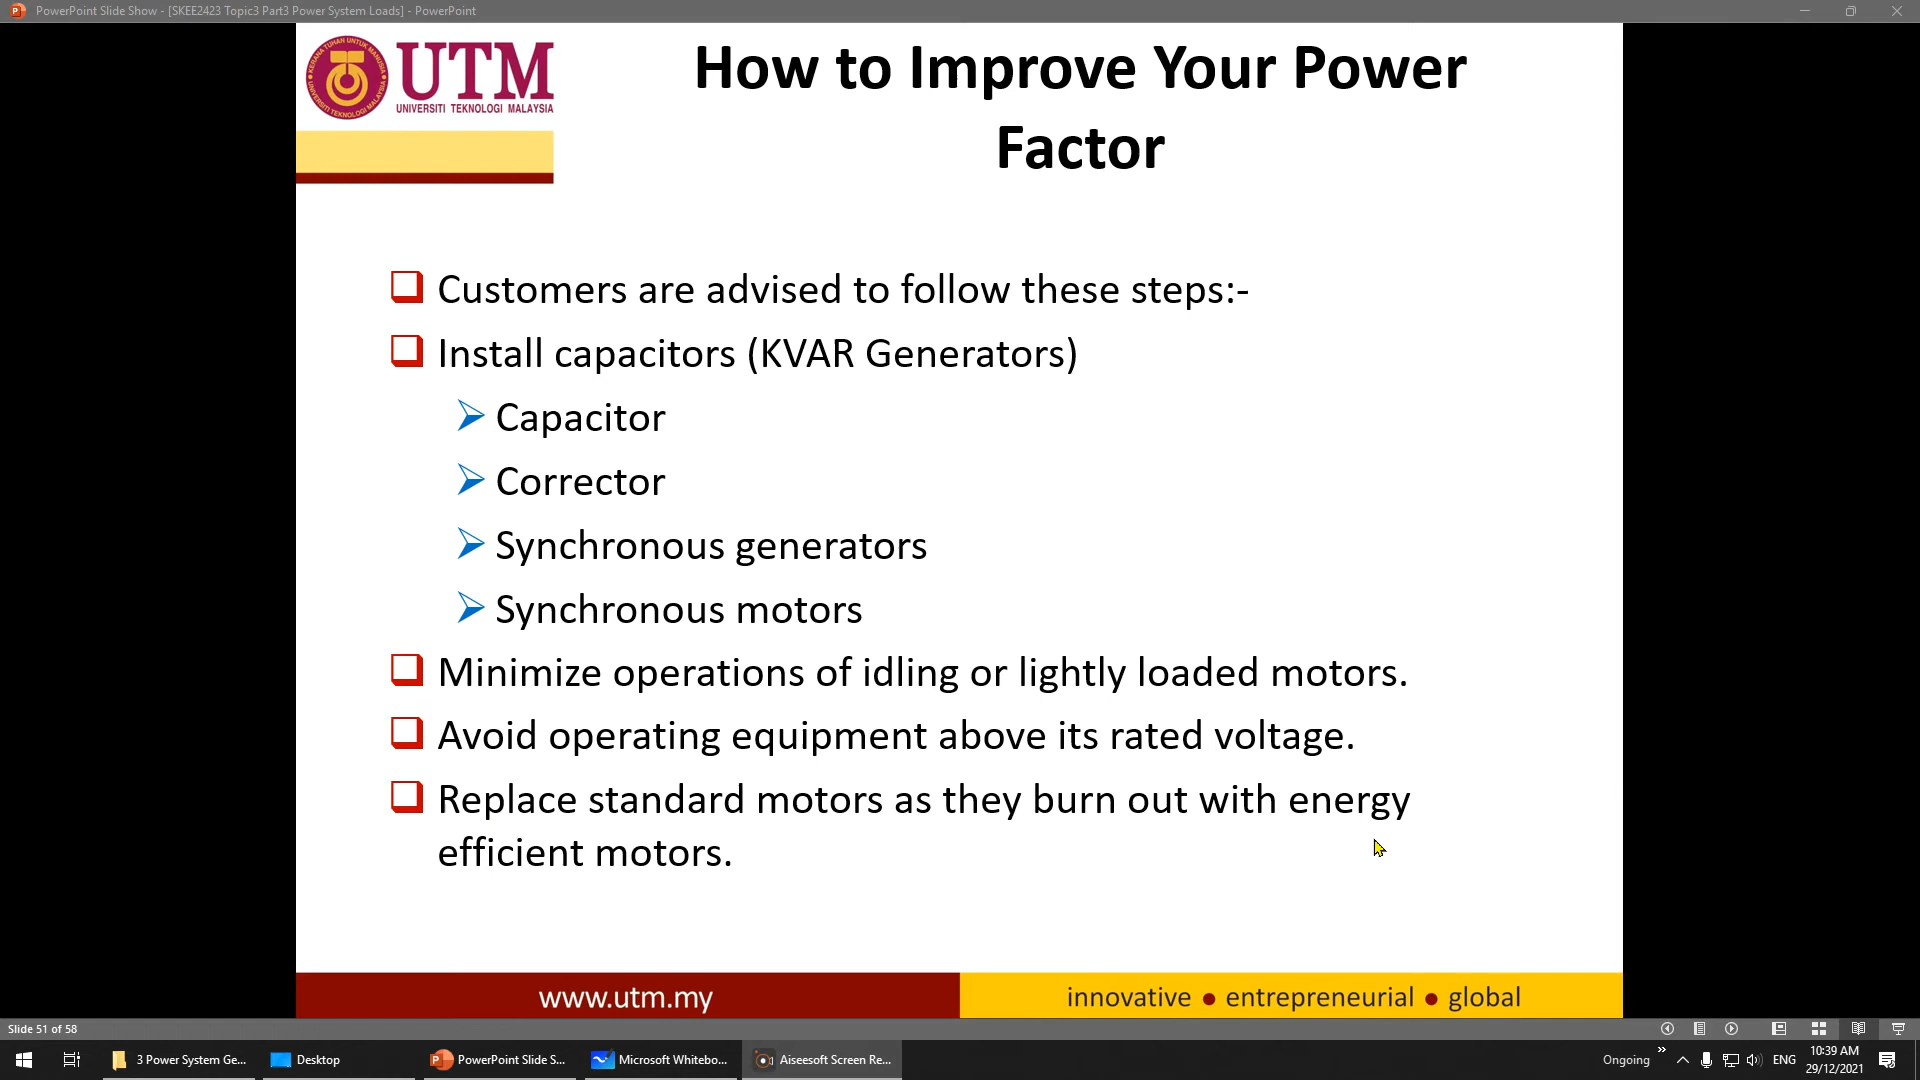 PowerPoint Slide Show - [SKEE2423 Topic3 Part3 Power System Loads] - PowerPoint
UTM
UNIVERSITI TEKNOLOGI MALAYSIA
How to Improve Your Power
Factor
Customers are advised to follow these steps:-
Install capacitors (KVAR Generators)
Capacitor
Corrector
Synchronous generators
Synchronous motors
Minimize operations of idling or lightly loaded motors.
Avoid operating equipment above its rated voltage.
Replace standard motors as they burn out with energy
efficient motors.
www.utm.my
innovative ● entrepreneurial ● global
Slide 51 of 58
3 Power System Ge...
Desktop
PowerPoint Slide S...
Microsoft Whitebo...
Aiseesoft Screen Re...
Ongoing
ENG
10:39 AM
29/12/2021